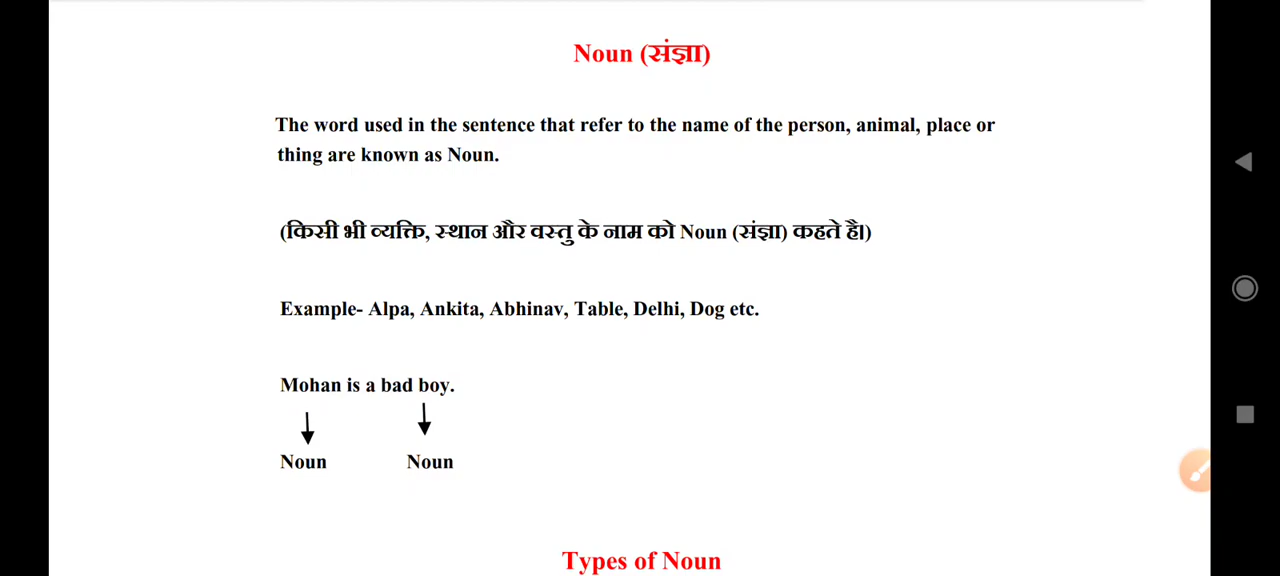 Noun (संज्ञा)
The word used in the sentence that refer to the name of the person, animal, place or
thing are known as Noun.
(किसी भी व्यक्ति, स्थान और वस्तु के नाम को Noun (संज्ञा) कहते है।)
Example- Alpa, Ankita, Abhinav, Table, Delhi, Dog etc.
Mohan is a bad boy.
Noun Noun
Types of Noun